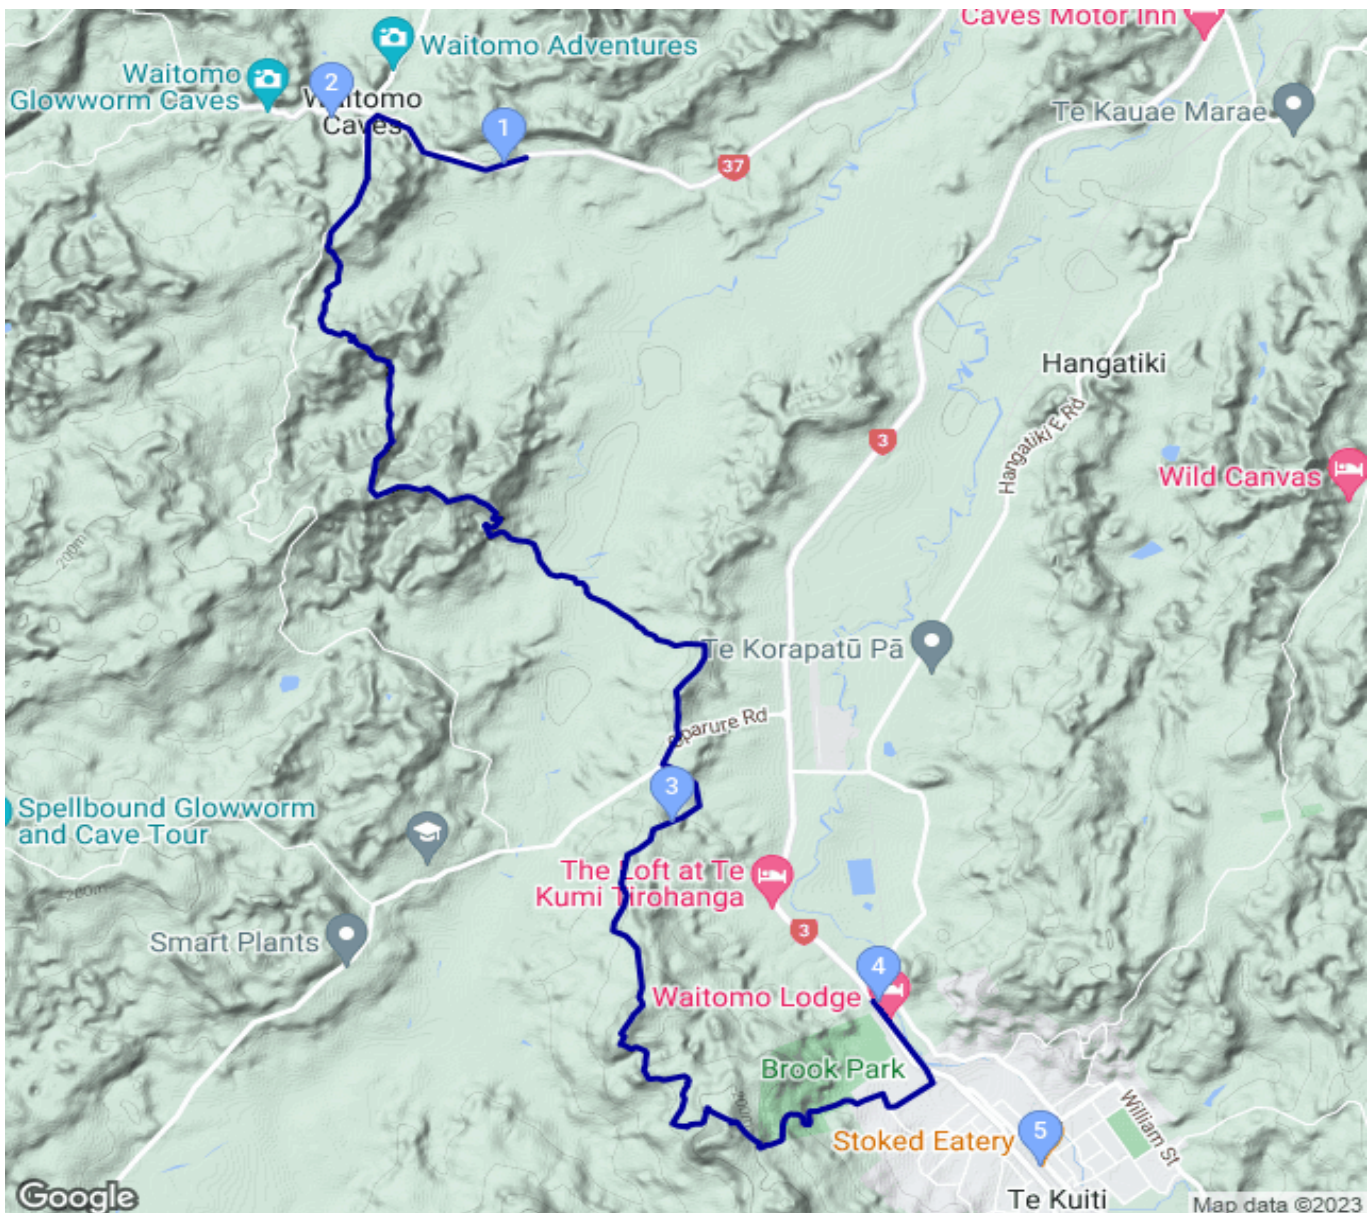 Caves Motor Inn
Waitomo Adventures
Waitomo
Glowworm Caves
2
Waitomo
Caves
1
37
Te Kauae Marae
Hangatiki
3
Hangatiki E Rd
Wild Canvas
200m
Te Korapatū Pā
Oparure Rd
3
Spellbound Glowworm
and Cave Tour
200m
The Loft at Te
Kumi Tirohanga
3
Smart Plants
4
Waitomo Lodge
Brook Park
200m
William St
Stoked Eatery
5
Te Kuiti
Google
Map data ©2023